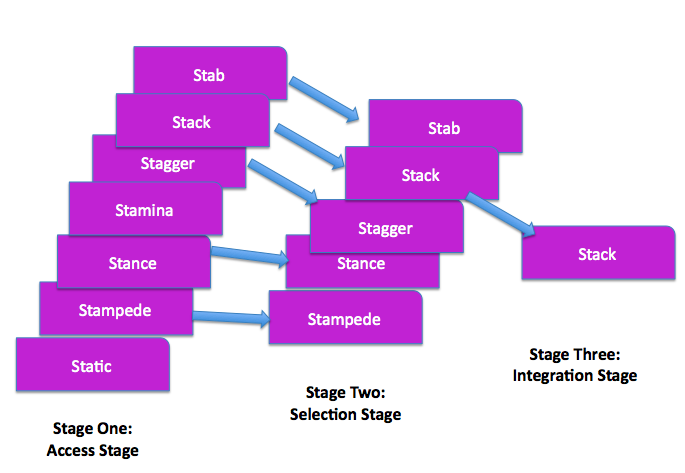 Stab
Stack
Stagger
Stamina
Stance
Stampede
Static
Stage One:
Access Stage
Stab
Stack
Stagger
Stance
Stampede
Stage Two:
Selection Stage
Stack
Stage Three:
Integration Stage